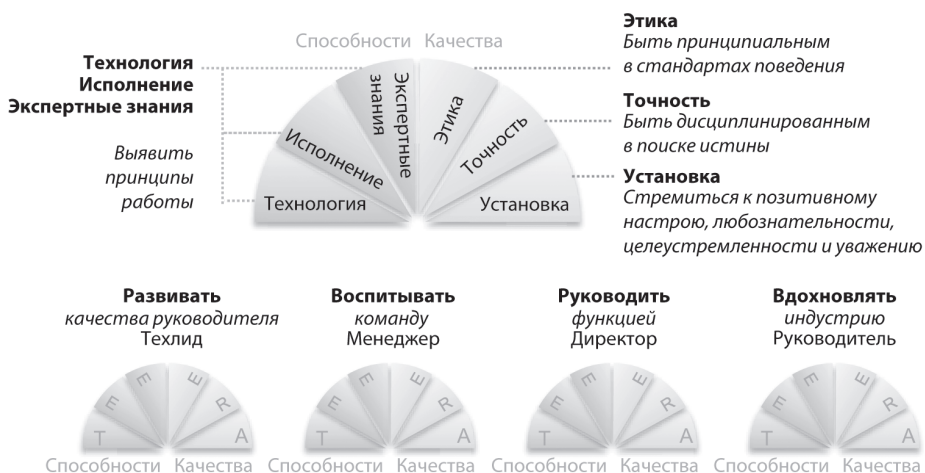 Способности Качества
Технология
Исполнение
Экспертные знания
Выявить
принципы
работы
Технология
Исполнение
Экспертные
знания
Этика
Точность
Установка
Этика
Быть принципиальным
в стандартах поведения
Точность
Быть дисциплинированным
в поиске истины
Установка
Стремиться к позитивному
настрою, любознательности,
целеустремленности и уважению
Развивать
качества руководителя
Техлид
T E E E R A
Способности Качества
Воспитывать
команду
Менеджер
T E E E R A
Способности Качества
Руководить
функцией
Директор
T E E E R A
Способности Качества
Вдохновлять
индустрию
Руководитель
T E E E R A
Способности Качества